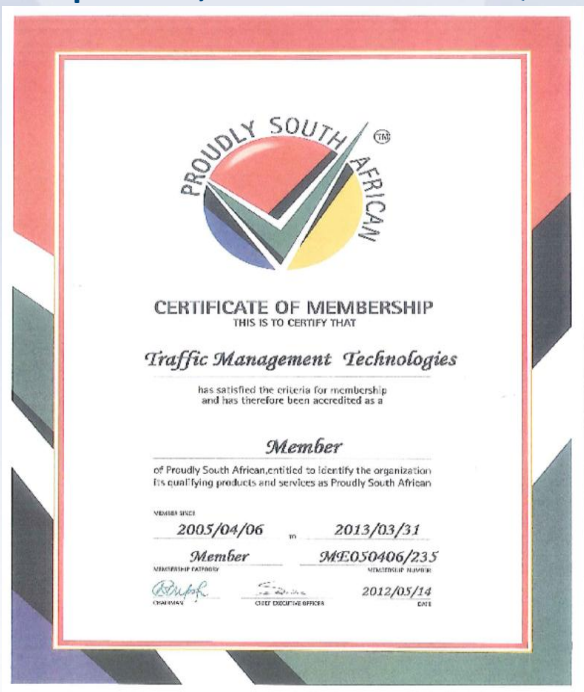 PROUDLY SOUTH AFRICAN
TM
CERTIFICATE OF MEMBERSHIP
THIS IS TO CERTIFY THAT
Traffic Management Technologies
has satisfied the criteria for membership
and has therefore been accredited as a
Member
of Proudly South African,entitled to identify the organization
its qualifying products and services as Proudly South African
MEMBER SINCE
2005/04/06 TO 2013/03/31
Member ME050406/235
MEMBERSHIP CATEGORY MEMBERSHIP NUMBER
2012/05/14
CHAIRMAN CHIEF EXECUTIVE OFFICER DATE